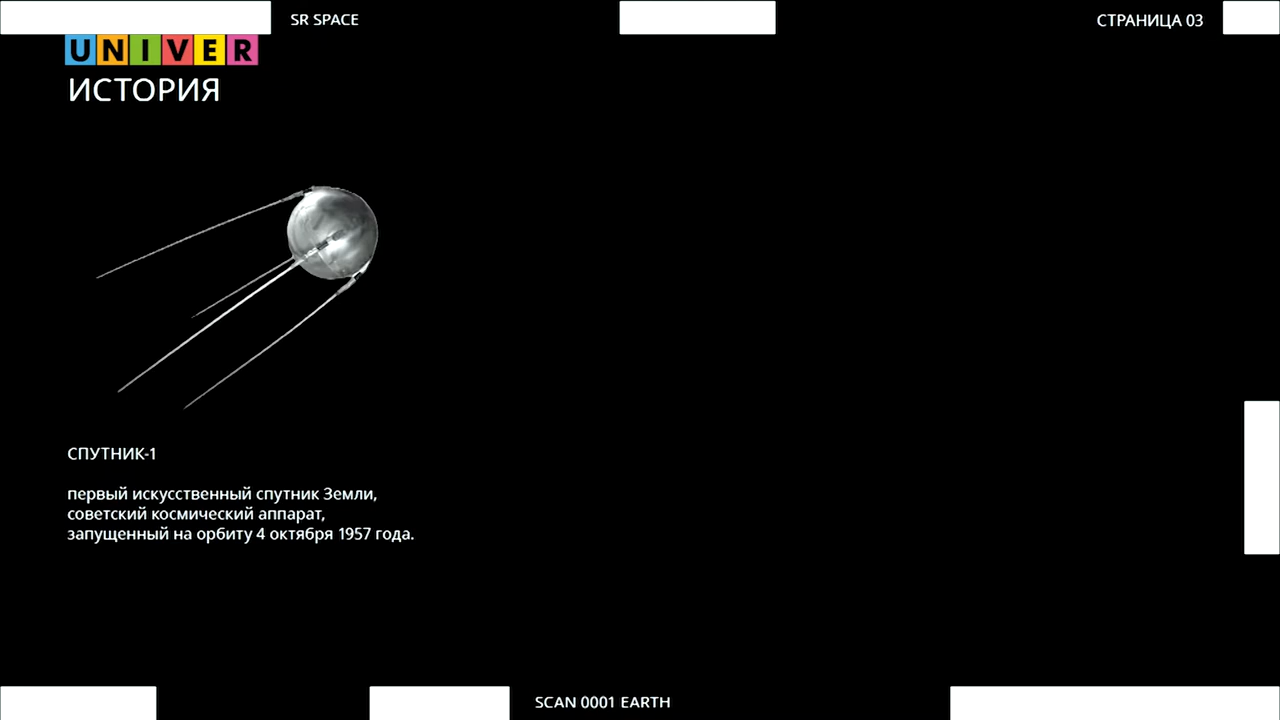 SR SPACE
СТРАНИЦА 03
UNIVER
ИСТОРИЯ
СПУТНИК-1
первый искусственный спутник Земли,
советский космический аппарат,
запущенный на орбиту 4 октября 1957 года.
SCAN 0001 EARTH